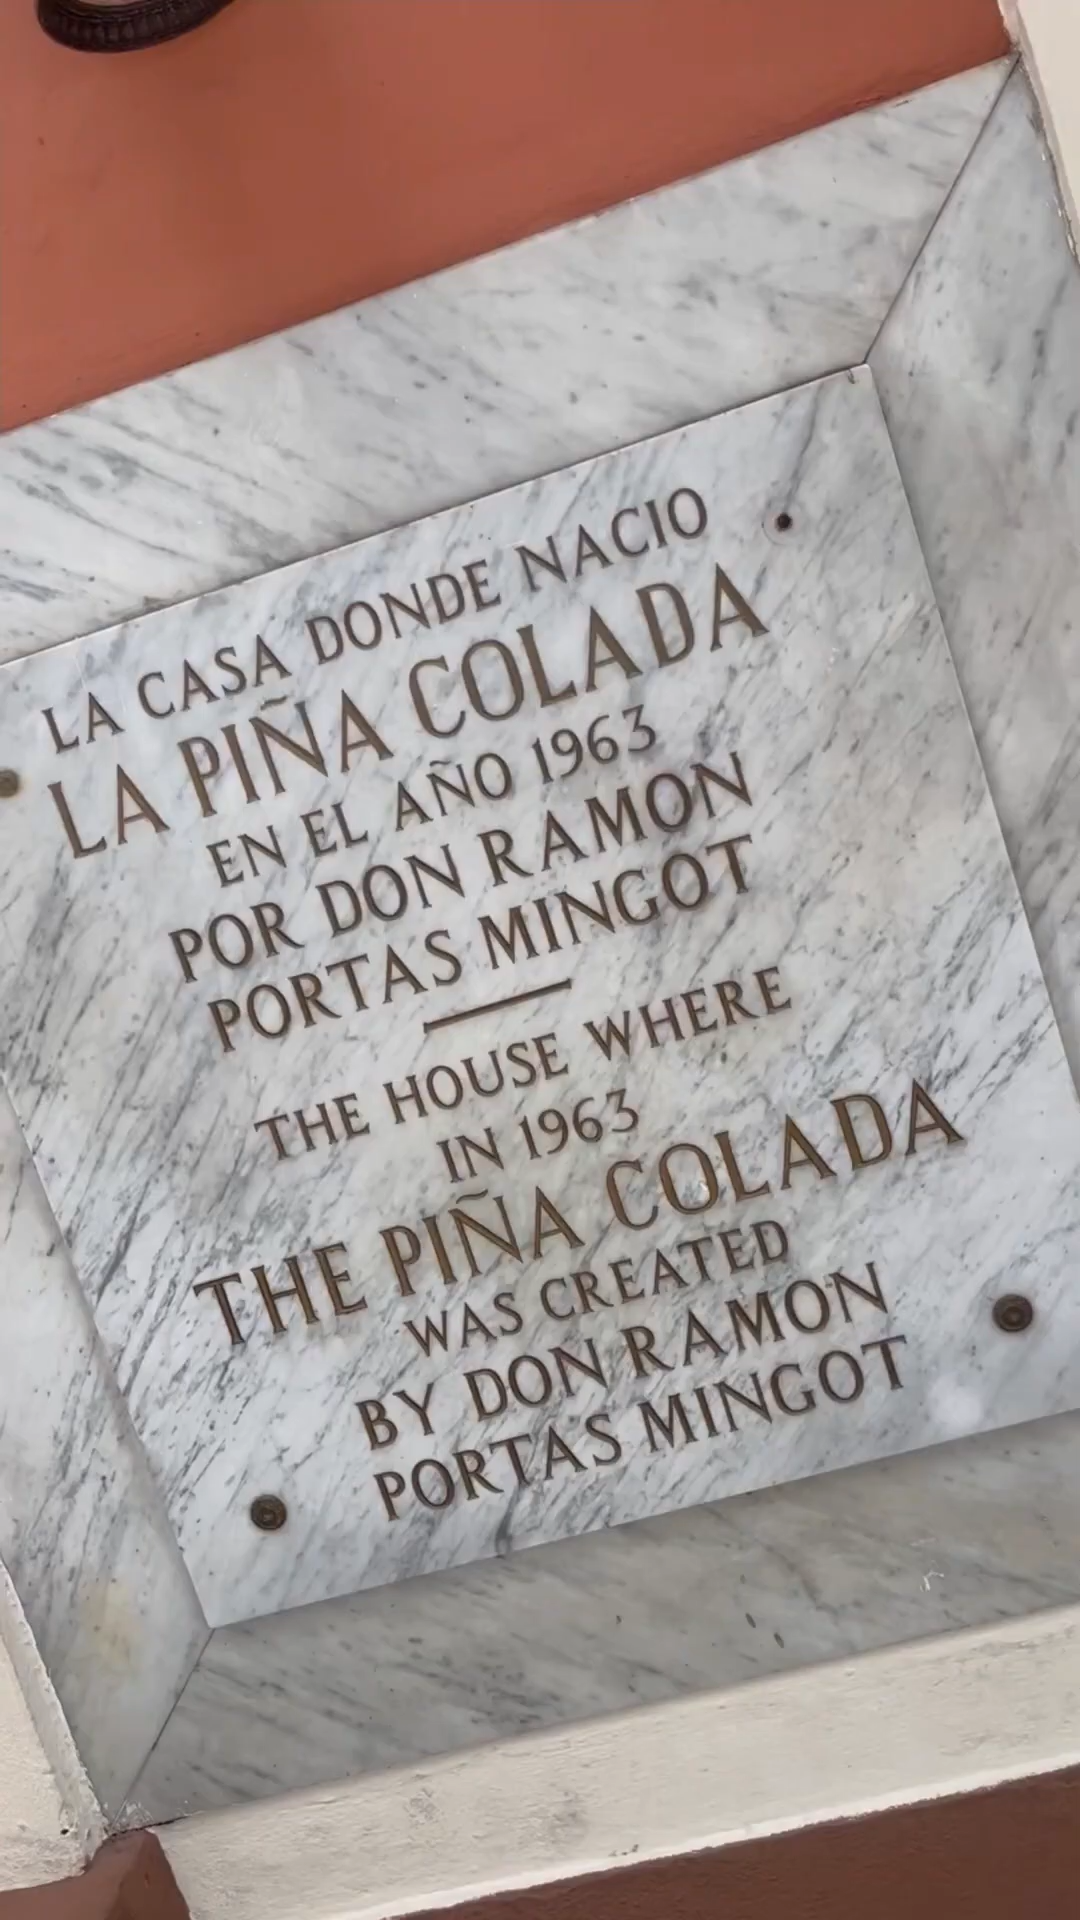 LA CASA DONDE NACIO
LA PIÑA COLADA
EN EL AÑO 1963
POR DON RAMON
PORTAS MINGOT
THE HOUSE WHERE
IN 1963
THE PIÑA COLADA
WAS CREATED
BY DON RAMON
PORTAS MINGOT